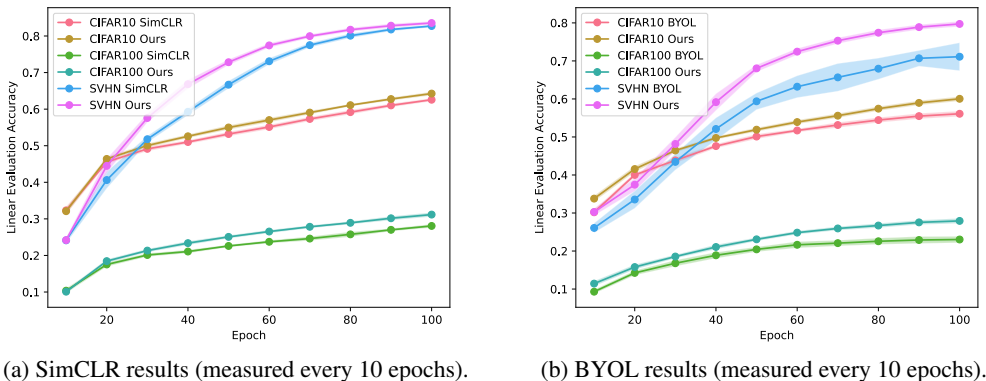 CIFAR10 SimCLR
CIFAR10 Ours
CIFAR100 SimCLR
CIFAR100 Ours
SVHN SimCLR
SVHN Ours
Linear Evaluation Accuracy
0.8
0.7
0.6
0.5
0.4
0.3
0.2
0.1
20 40 60 80 100
Epoch
(a) SimCLR results (measured every 10 epochs).
CIFAR10 BYOL
CIFAR10 Ours
CIFAR100 BYOL
CIFAR100 Ours
SVHN BYOL
SVHN Ours
Linear Evaluation Accuracy
0.8
0.7
0.6
0.5
0.4
0.3
0.2
0.1
20 40 60 80 100
Epoch
(b) BYOL results (measured every 10 epochs).